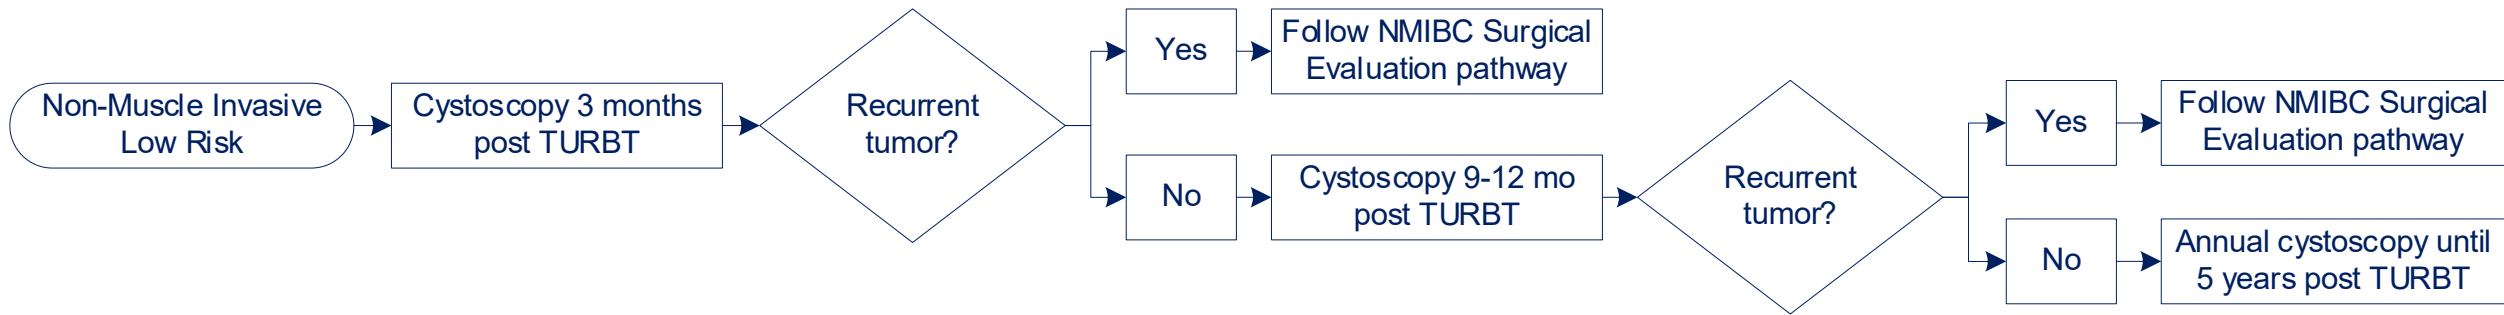 Non-Muscle Invasive
Low Risk
Cystoscopy 3 months
post TURBT
Recurrent
tumor?
Yes
Follow NMIBC Surgical
Evaluation pathway
No
Cystoscopy 9-12 mo
post TURBT
Recurrent
tumor?
Yes
Follow NMIBC Surgical
Evaluation pathway
No
Annual cystoscopy until
5 years post TURBT